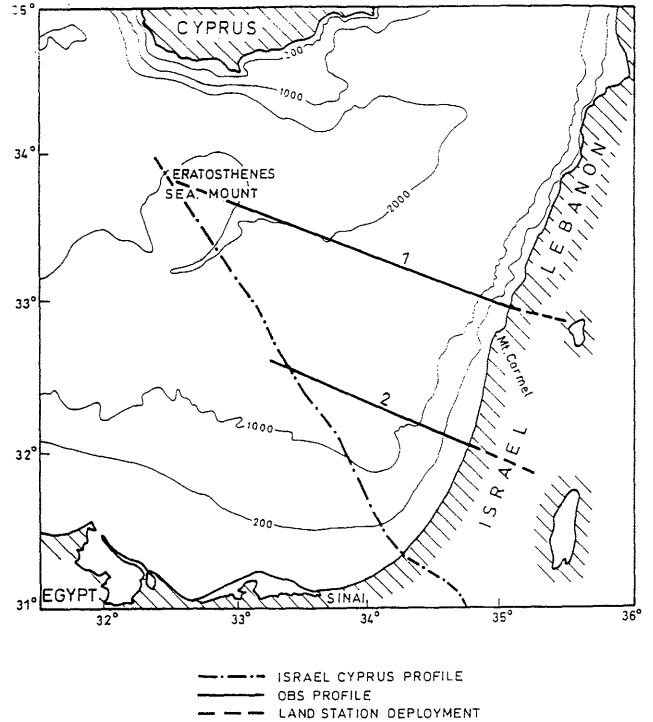 35°
CYPRUS
200
1000
34°
ERATOSTHENES
SEA. MOUNT
2000
LEBANON
1
33°
Mt. Carmel
2
1000
32°
ISRAEL
200
31°
EGYPT
SINAI
32°
33°
34°
35°
36°
ISRAEL CYPRUS PROFILE
OBS PROFILE
LAND STATION DEPLOYMENT